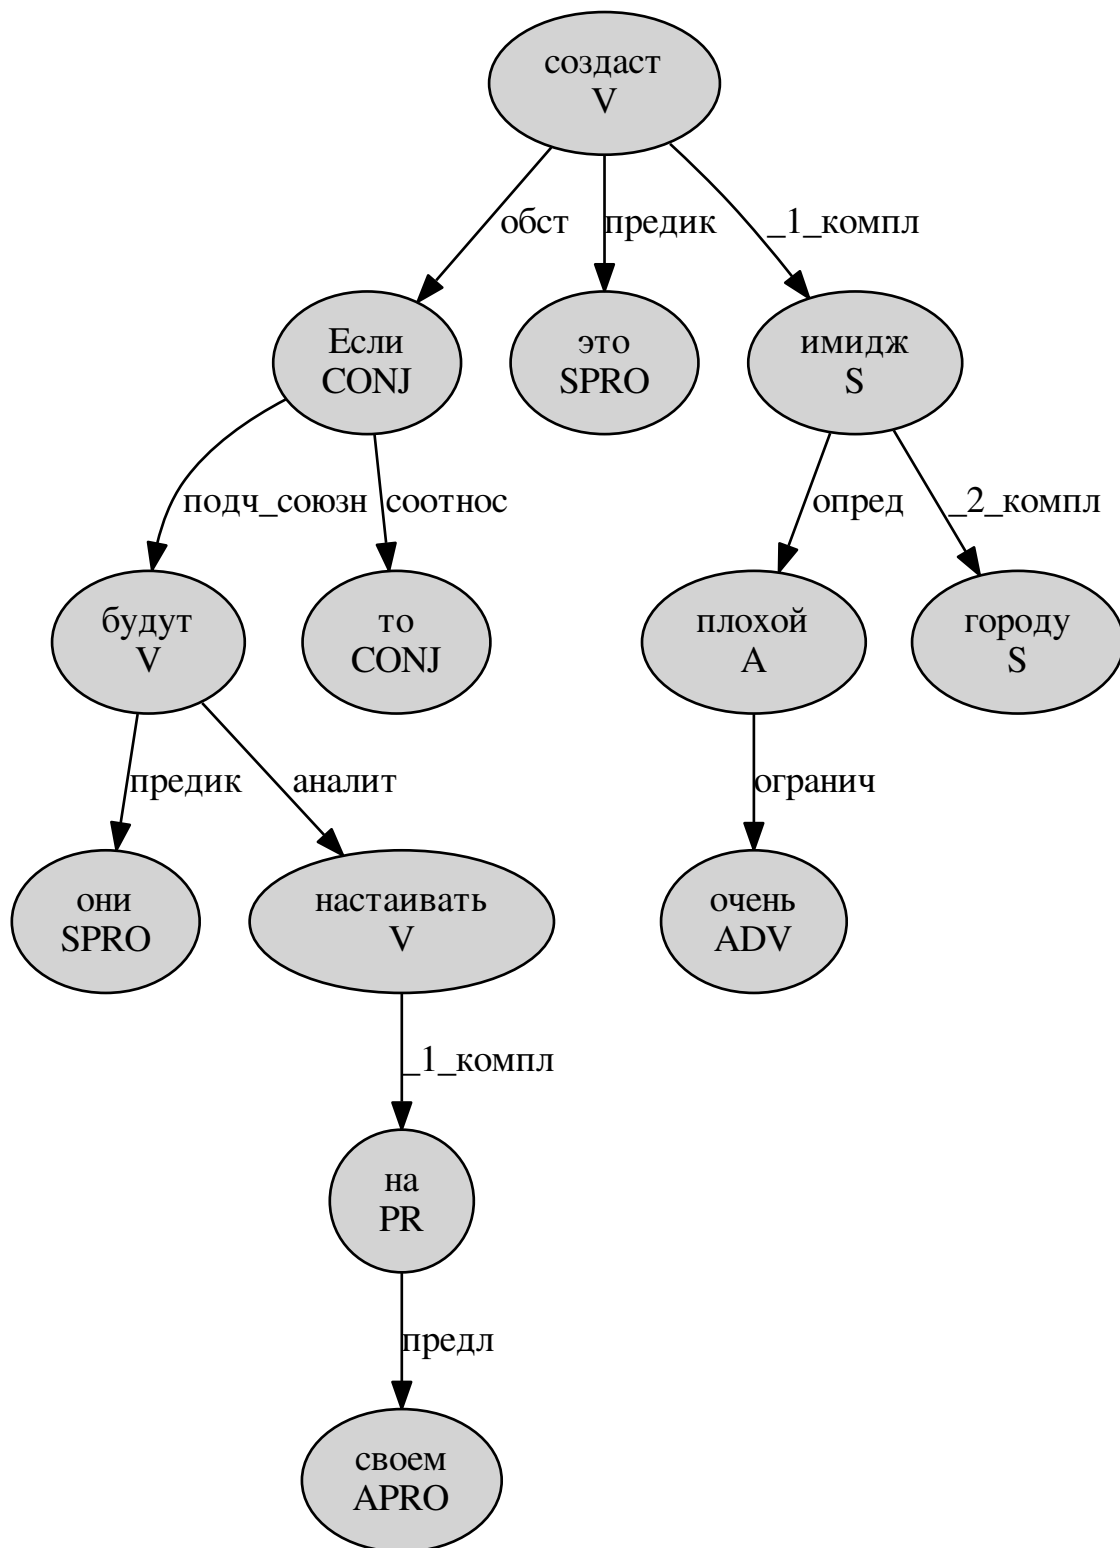 создаст
V
обст
предик
_1_компл
Если
CONJ
это
SPRO
имидж
S
подч_союзн
соотнос
опред
_2_компл
будут
V
то
CONJ
плохой
A
городу
S
предик
аналит
огранич
они
SPRO
настаивать
V
очень
ADV
_1_компл
на
PR
предл
своем
APRO